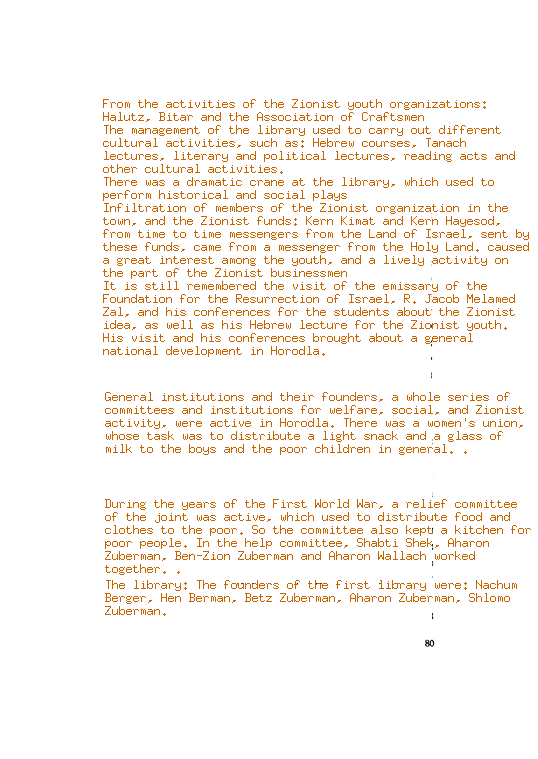 From the activities of the Zionist youth organizations:
Halutz, Bitar and the Association of Craftsmen
The management of the library used to carry out different
cultural activities, such as: Hebrew courses, Tanach
lectures, literary and political lectures, reading acts and
other cultural activities.
There was a dramatic crane at the library, which used to
perform historical and social plays
Infiltration of members of the Zionist organization in the
town, and the Zionist funds: Kern Kimat and Kern Hayesod,
from time to time messengers from the Land of Israel, sent by
these funds, came from a messenger from the Holy Land. caused
a great interest among the youth, and a lively activity on
the part of the Zionist businessmen
It is still remembered the visit of the emissary of the
Foundation for the Resurrection of Israel, R. Jacob Melamed
Zal, and his conferences for the students about the Zionist
idea, as well as his Hebrew lecture for the Zionist youth.
His visit and his conferences brought about a general
national development in Horodla.
General institutions and their founders, a whole series of
committees and institutions for welfare, social, and Zionist
activity, were active in Horodla. There was a women's union,
whose task was to distribute a light snack and a glass of
milk to the boys and the poor children in general. .
During the years of the First World War, a relief committee
of the joint was active, which used to distribute food and
clothes to the poor. So the committee also kept a kitchen for
poor people. In the help committee, Shabti Shek, Aharon
Zuberman, Ben-Zion Zuberman and Aharon Wallach worked
together. .
The library: The founders of the first library were: Nachum
Berger, Hen Berman, Betz Zuberman, Aharon Zuberman, Shlomo
Zuberman.
80